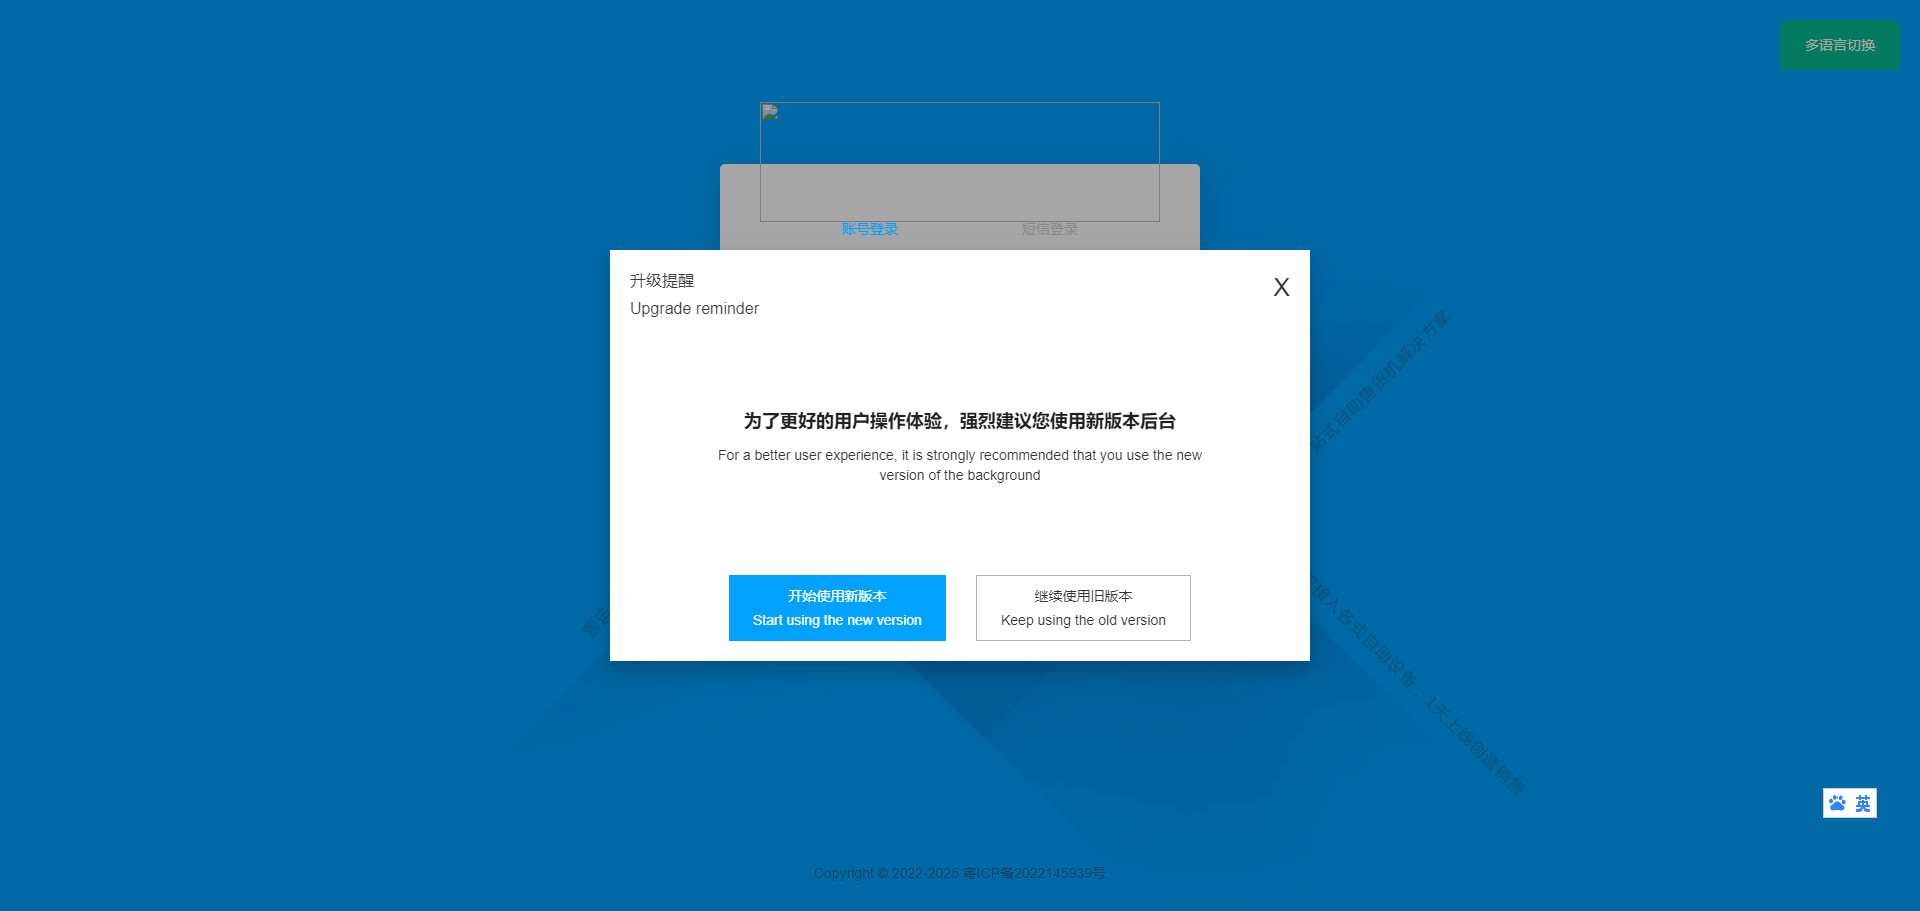 多语言切换
账号登录
短信登录
升级提醒
X
Upgrade reminder
站式自助售货机解决方案
为了更好的用户操作体验，强烈建议您使用新版本后台
For a better user experience, it is strongly recommended that you use the new
version of the background
开始使用新版本
Start using the new version
继续使用旧版本
Keep using the old version
接入各式自助设备，1天上线创造销售
英
Copyright © 2022-2025 粤ICP备2022145939号